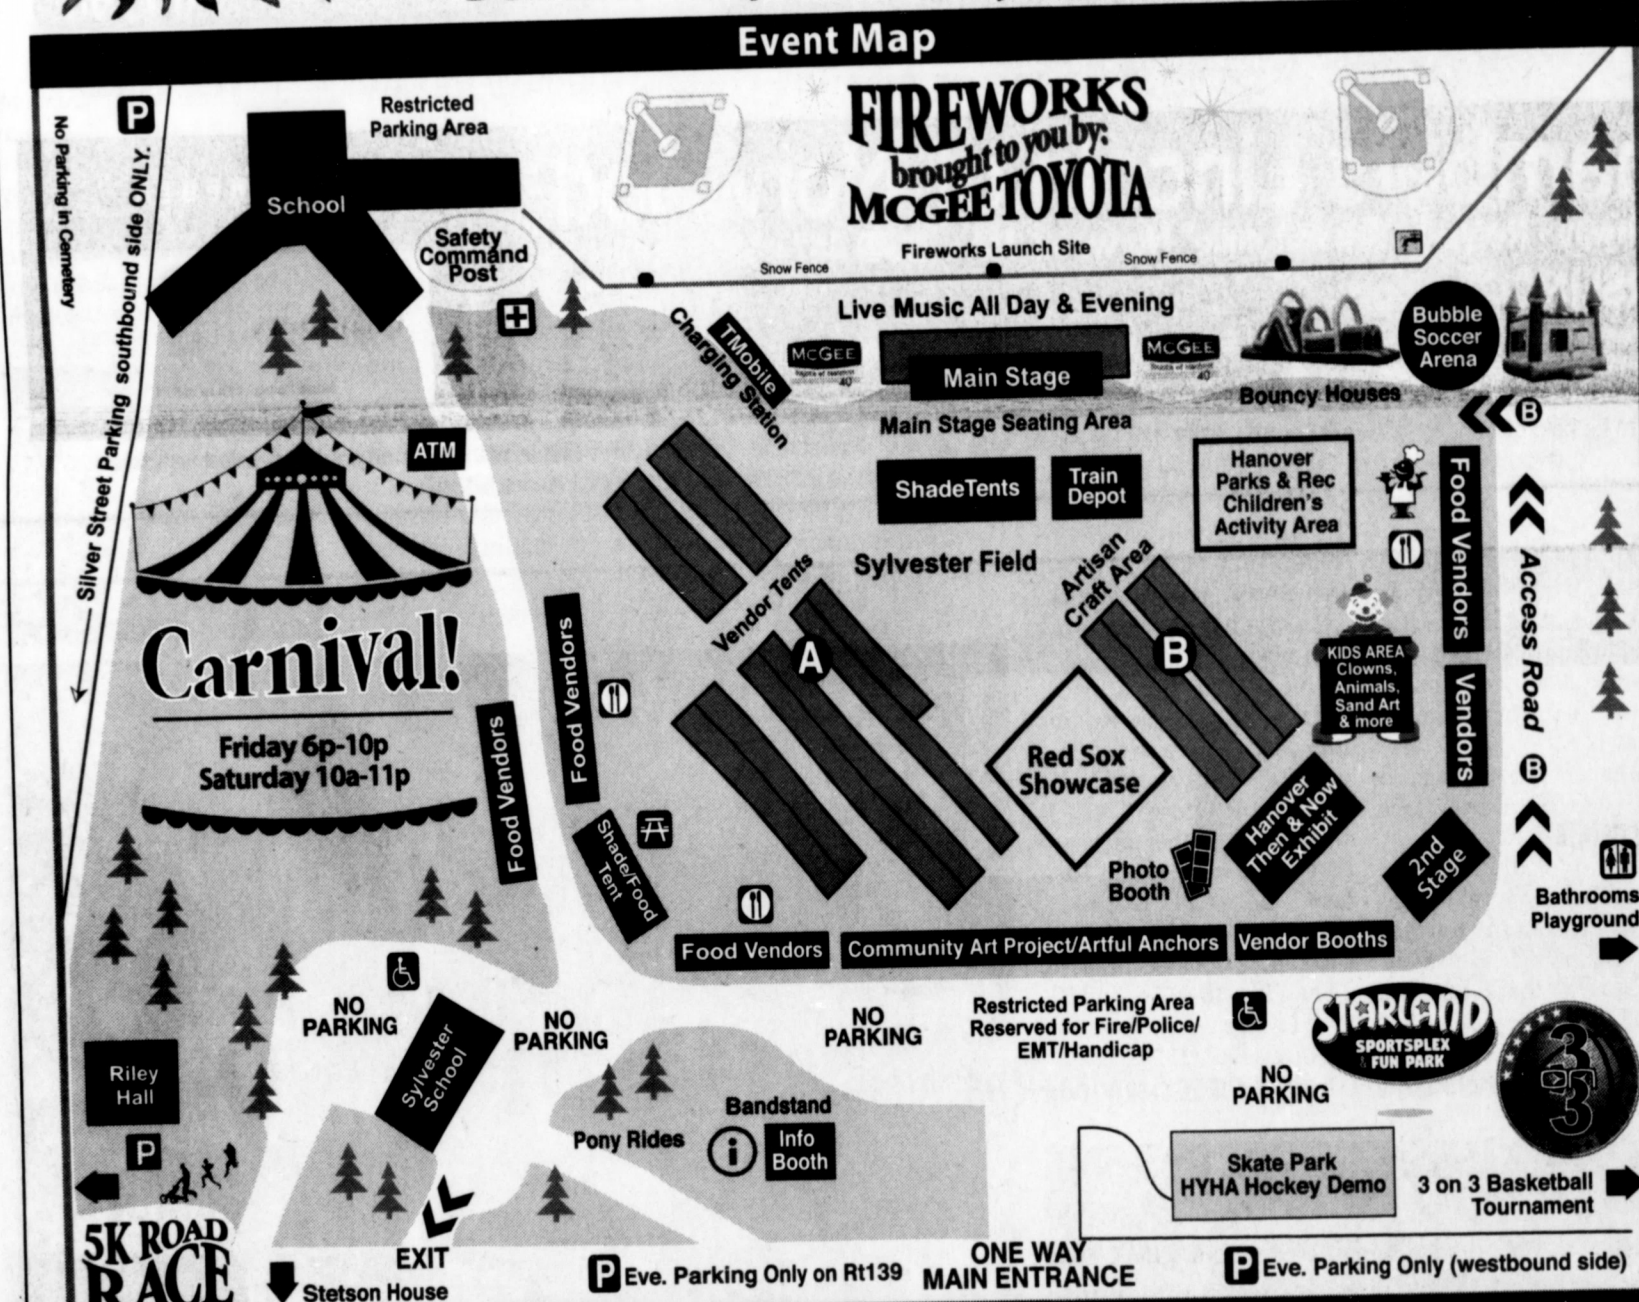 Event Map
No Parking in Cemetery
P
Silver Street Parking southbound side ONLY.
Restricted
Parking Area
School
Safety
Command
Post
FIREWORKS
brought to you by:
MCGEE TOYOTA
Fireworks Launch Site
Snow Fence
Snow Fence
Live Music All Day & Evening
TMobile
Charging Station
MCGEE
40
Main Stage
MCGEE
40
Bubble
Soccer
Arena
Bouncy Houses
B
Main Stage Seating Area
ATM
ShadeTents
Train
Depot
Hanover
Parks & Rec
Children's
Activity Area
Food Vendors
Access Road
B
Sylvester Field
Artisan
Craft Area
Vendor Tents
A
B
KIDS AREA
Clowns,
Animals,
Sand Art
& more
Vendors
Carnival!
Friday 6p-10p
Saturday 10a-11p
Food Vendors
Food Vendors
Red Sox
Showcase
Shade/Food
Tent
Photo
Booth
Hanover
Then & Now
Exhibit
2nd
Stage
Bathrooms
Playground
Food Vendors
Community Art Project/Artful Anchors
Vendor Booths
NO
PARKING
NO
PARKING
NO
PARKING
Restricted Parking Area
Reserved for Fire/Police/
EMT/Handicap
STARLAND
SPORTSPLEX
& FUN PARK
NO
PARKING
3
3
Riley
Hall
Sylvester
School
P
Pony Rides
Bandstand
i
Info
Booth
Skate Park
HYHA Hockey Demo
3 on 3 Basketball
Tournament
5K ROAD
RACE
EXIT
Stetson House
P Eve. Parking Only on Rt139
ONE WAY
MAIN ENTRANCE
P Eve. Parking Only (westbound side)